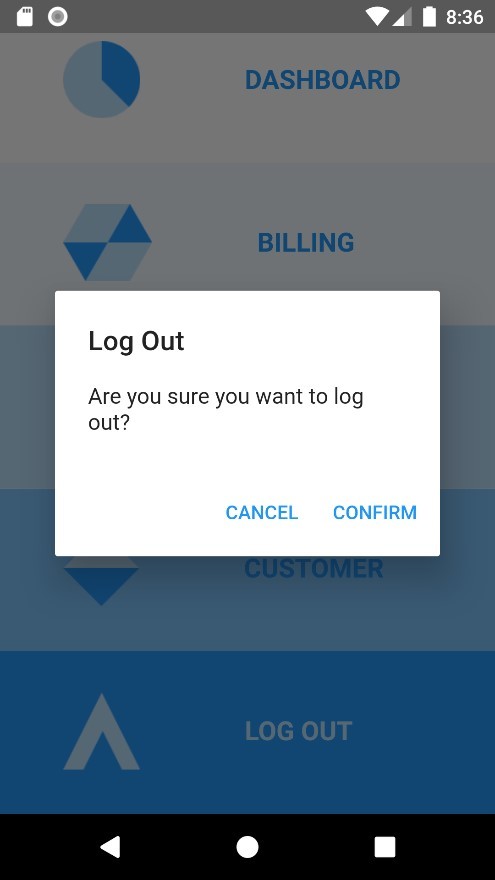 8:36
DASHBOARD
BILLING
Log Out
Are you sure you want to log
out?
CANCEL CONFIRM
CUSTOMER
LOG OUT